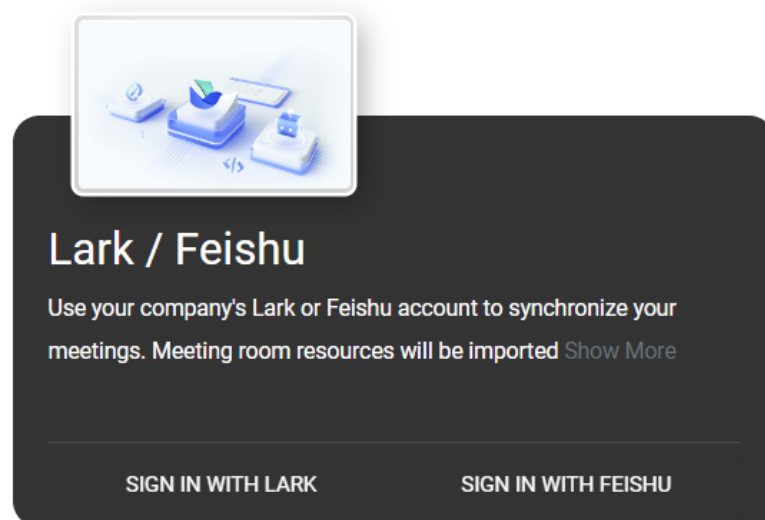 </>
Lark / Feishu
Use your company's Lark or Feishu account to synchronize your
meetings. Meeting room resources will be imported Show More
SIGN IN WITH LARK
SIGN IN WITH FEISHU